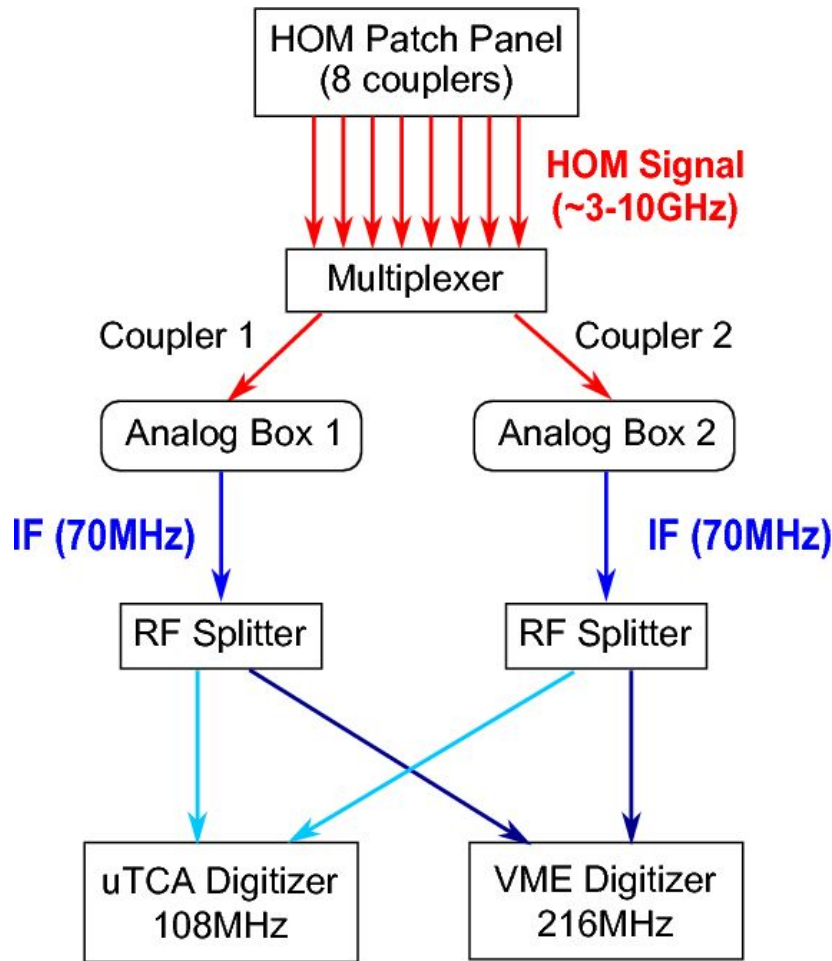 HOM Patch Panel
(8 couplers)
HOM Signal
(~3-10GHz)
Multiplexer
Coupler 1
Coupler 2
Analog Box 1
Analog Box 2
IF (70MHz)
IF (70MHz)
RF Splitter
RF Splitter
uTCA Digitizer
108MHz
VME Digitizer
216MHz